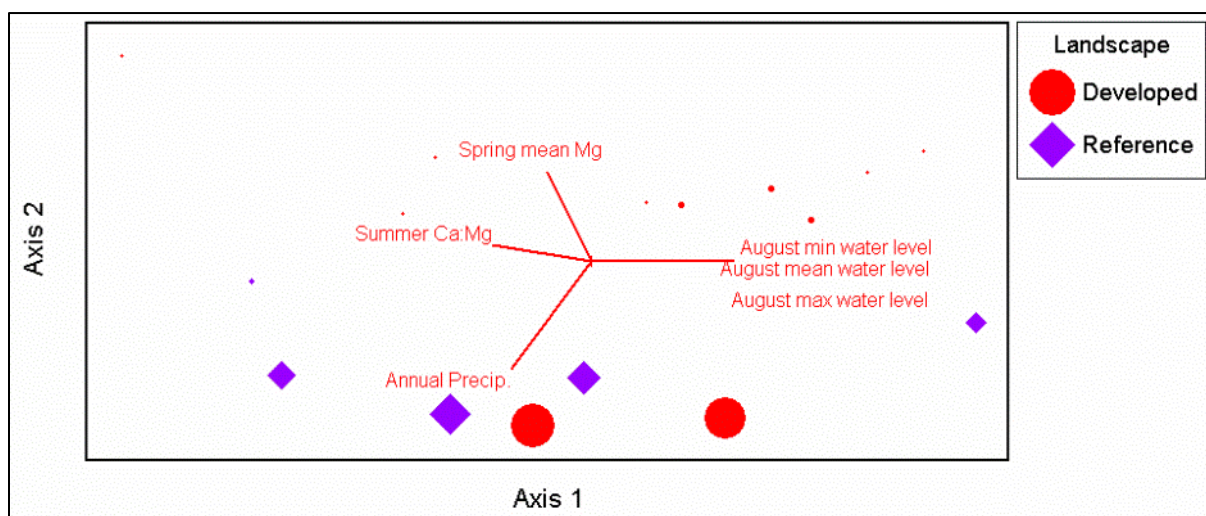 Landscape
Developed
Reference
Spring mean Mg
Summer Ca:Mg
August min water level
August mean water level
August max water level
Annual Precip.
Axis 2
Axis 1